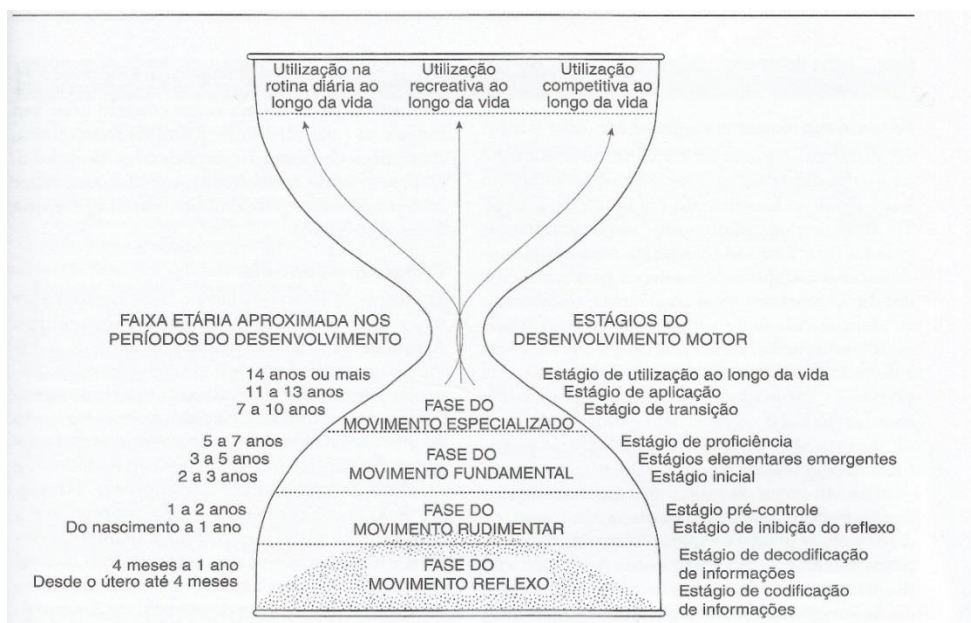 Utilização na
rotina diária ao
longo da vida
Utilização
recreativa ao
longo da vida
Utilização
competitiva ao
longo da vida
FAIXA ETÁRIA APROXIMADA NOS
PERÍODOS DO DESENVOLVIMENTO
ESTÁGIOS DO
DESENVOLVIMENTO MOTOR
14 anos ou mais
11 a 13 anos
7 a 10 anos
FASE DO
MOVIMENTO ESPECIALIZADO
Estágio de utilização ao longo da vida
Estágio de aplicação
Estágio de transição
5 a 7 anos
3 a 5 anos
2 a 3 anos
FASE DO
MOVIMENTO FUNDAMENTAL
Estágio de proficiência
Estágios elementares emergentes
Estágio inicial
1 a 2 anos
Do nascimento a 1 ano
FASE DO
MOVIMENTO RUDIMENTAR
Estágio pré-controle
Estágio de inibição do reflexo
4 meses a 1 ano
Desde o útero até 4 meses
FASE DO
MOVIMENTO REFLEXO
Estágio de decodificação
de informações
Estágio de codificação
de informações